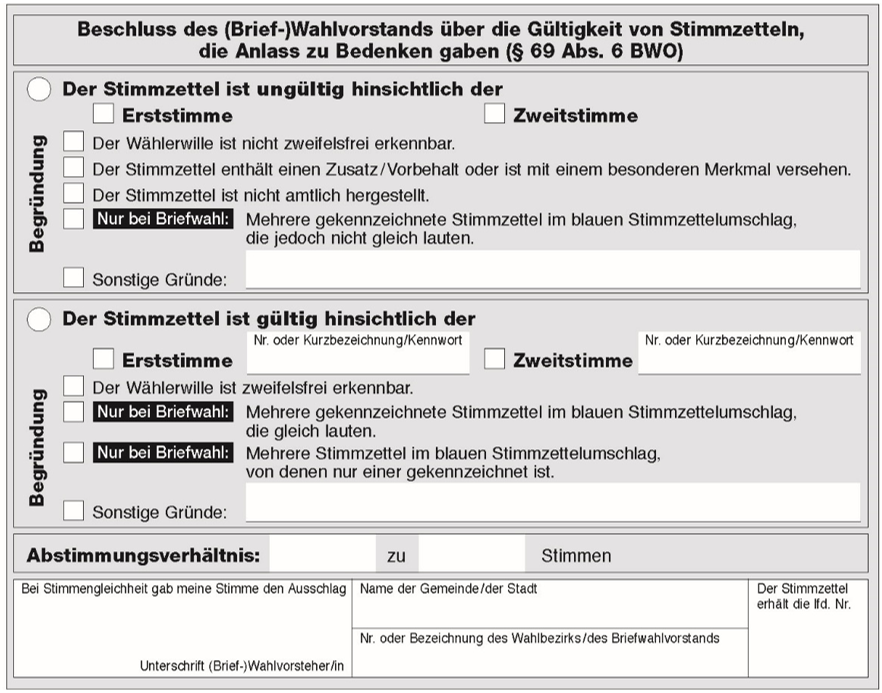 Beschluss des (Brief-)Wahlvorstands über die Gültigkeit von Stimmzetteln,
die Anlass zu Bedenken gaben (§ 69 Abs. 6 BWO)
Der Stimmzettel ist ungültig hinsichtlich der
Erststimme Zweitstimme
Begründung
Der Wählerwille ist nicht zweifelsfrei erkennbar.
Der Stimmzettel enthält einen Zusatz/Vorbehalt oder ist mit einem besonderen Merkmal versehen.
Der Stimmzettel ist nicht amtlich hergestellt.
Nur bei Briefwahl: Mehrere gekennzeichnete Stimmzettel im blauen Stimmzettelumschlag,
die jedoch nicht gleich lauten.
Sonstige Gründe:
Der Stimmzettel ist gültig hinsichtlich der
Nr. oder Kurzbezeichnung/Kennwort Nr. oder Kurzbezeichnung/Kennwort
Erststimme Zweitstimme
Begründung
Der Wählerwille ist zweifelsfrei erkennbar.
Nur bei Briefwahl: Mehrere gekennzeichnete Stimmzettel im blauen Stimmzettelumschlag,
die gleich lauten.
Nur bei Briefwahl: Mehrere Stimmzettel im blauen Stimmzettelumschlag,
von denen nur einer gekennzeichnet ist.
Sonstige Gründe:
Abstimmungsverhältnis: zu Stimmen
Bei Stimmengleichheit gab meine Stimme den Ausschlag
Unterschrift (Brief-)Wahlvorsteher/in
Name der Gemeinde/der Stadt
Nr. oder Bezeichnung des Wahlbezirks/des Briefwahlvorstands
Der Stimmzettel
erhält die lfd. Nr.